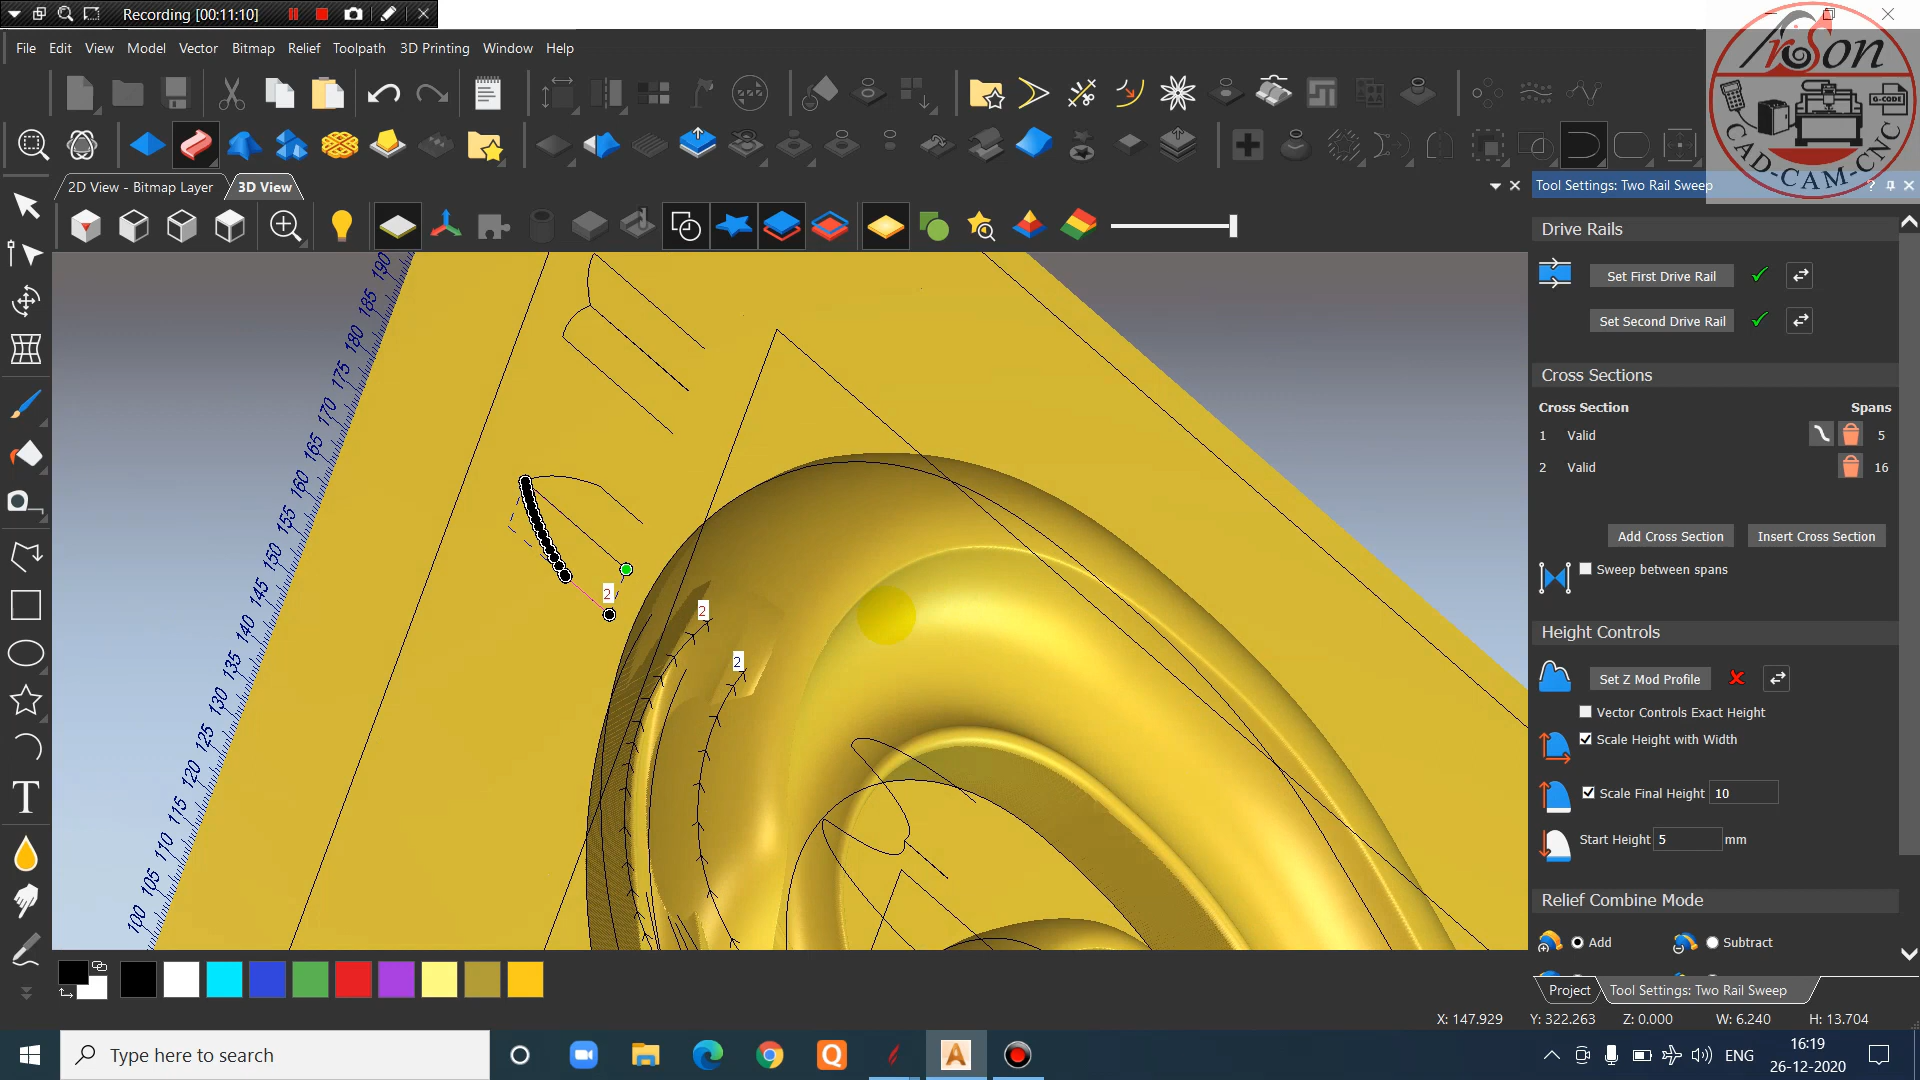 Recording [00:11:10]
File Edit View Model Vector Bitmap Relief Toolpath 3D Printing Window Help
ArtSon
CAD-CAM-CNC
G-CODE
2D View - Bitmap Layer
3D View
Tool Settings: Two Rail Sweep
Drive Rails
Set First Drive Rail
Set Second Drive Rail
Cross Sections
Cross Section Spans
1 Valid 5
2 Valid 16
Add Cross Section
Insert Cross Section
Sweep between spans
Height Controls
Set Z Mod Profile
Vector Controls Exact Height
Scale Height with Width
Scale Final Height 10
Start Height 5 mm
Relief Combine Mode
Add
Subtract
190
185
180
175
170
165
160
155
150
145
140
135
130
125
120
115
110
105
100
2
2
2
Project
Tool Settings: Two Rail Sweep
X: 147.929 Y: 322.263 Z: 0.000 W: 6.240 H: 13.704
Type here to search
ENG
16:19
26-12-2020